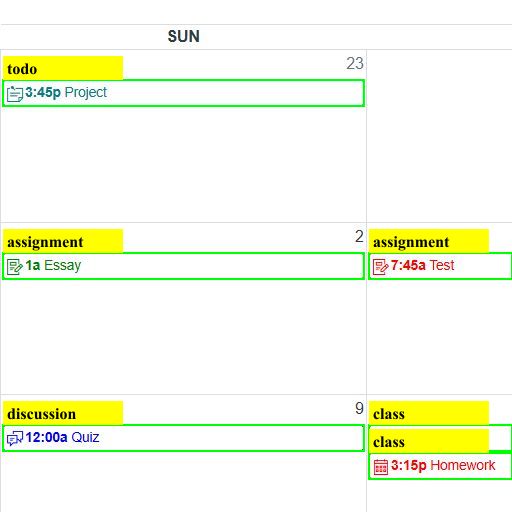 SUN
todo
23
3:45p Project
assignment
2
assignment
1a Essay
7:45a Test
discussion
9
class
12:00a Quiz
class
3:15p Homework